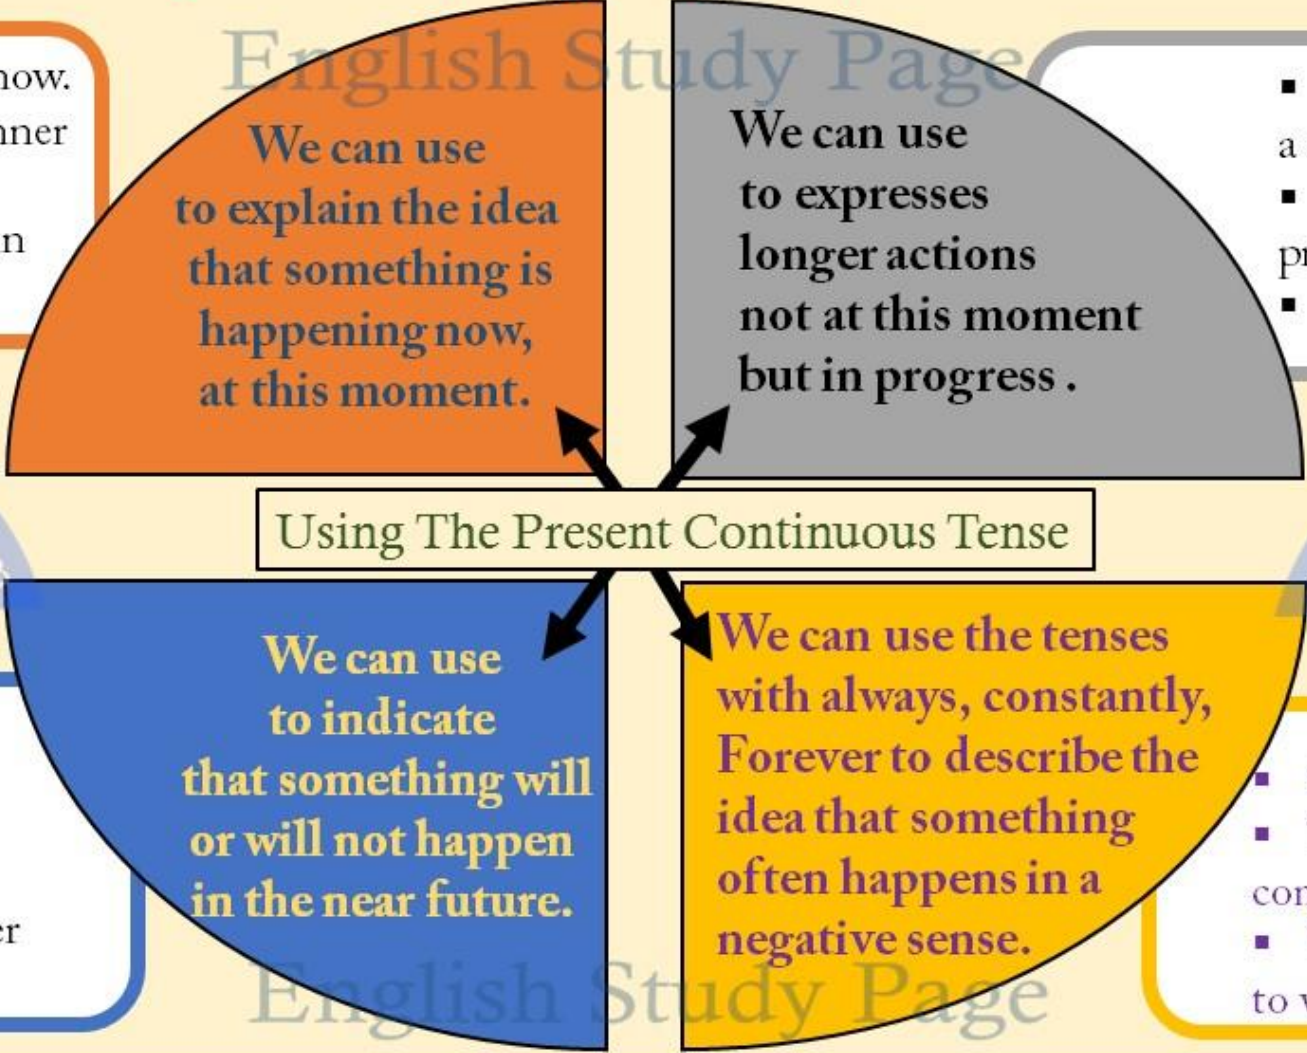 English Study Page
now.
We can use
to explain the idea
that something is
happening now,
at this moment.
We can use
to expresses
longer actions
not at this moment
but in progress .
a
Using The Present Continuous Tense
We can use
to indicate
that something will
or will not happen
in the near future.
We can use the tenses
with always, constantly,
Forever to describe the
idea that something
often happens in a
negative sense.
to
English Study Page